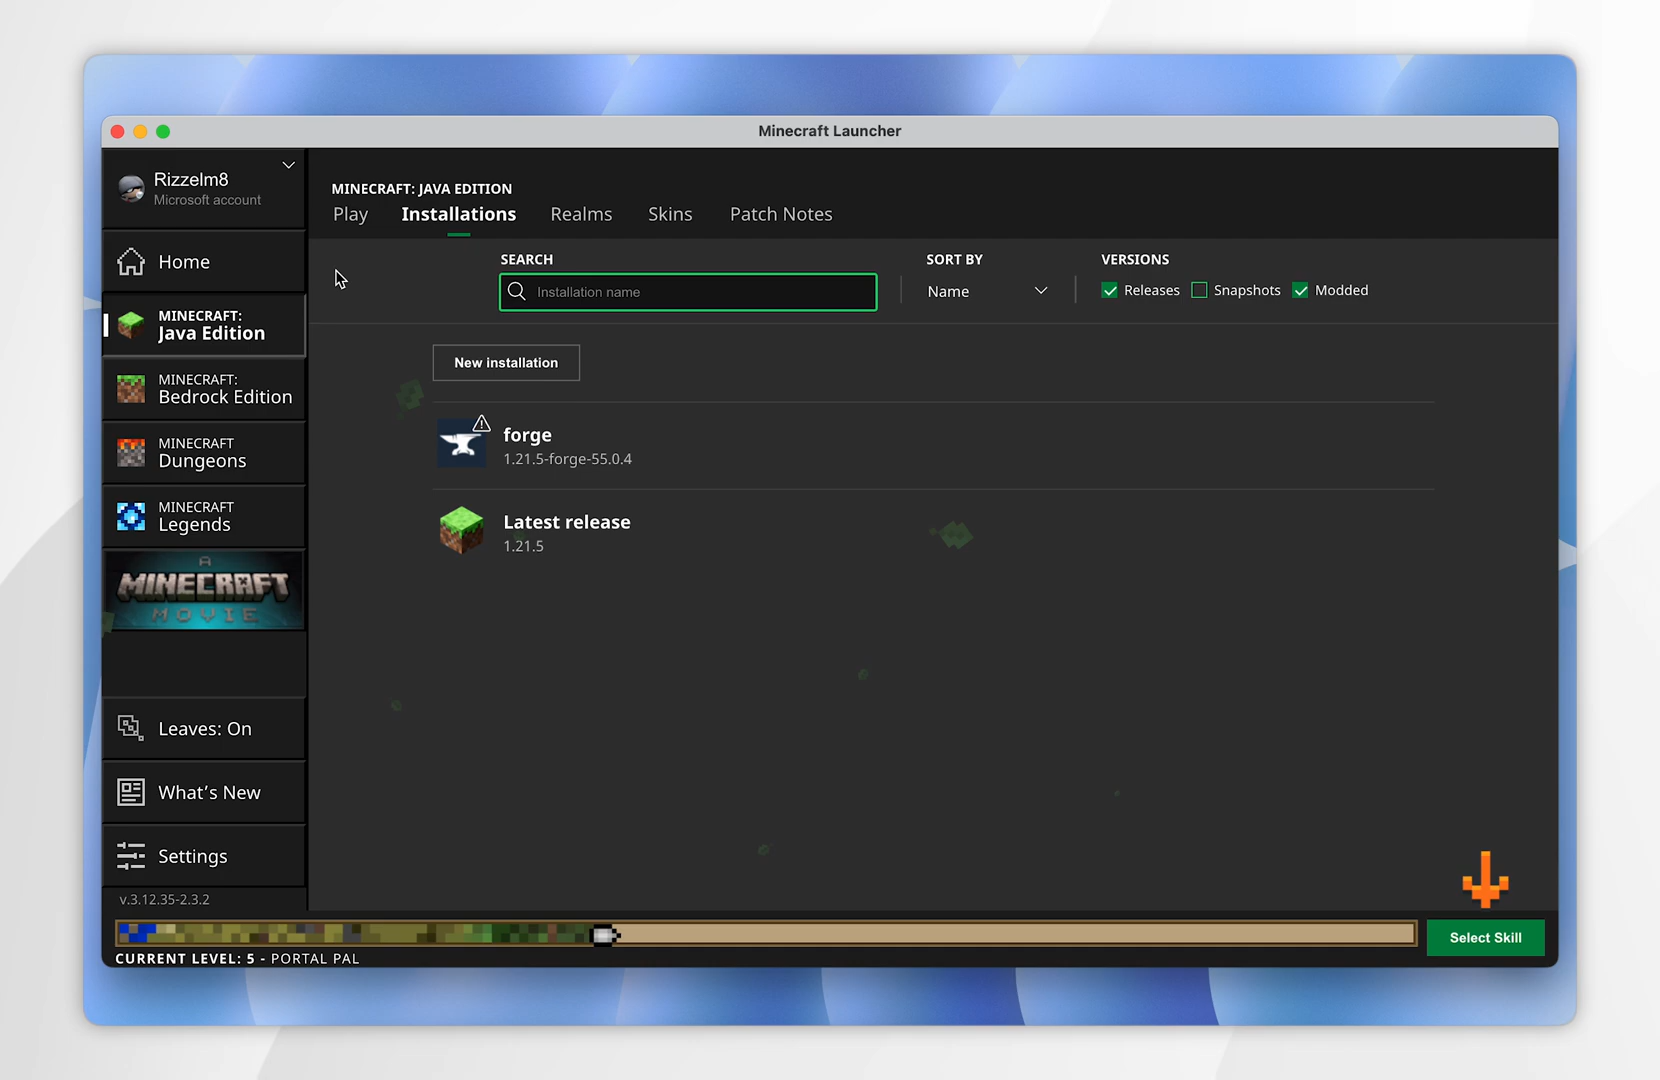 Minecraft Launcher
Rizzelm8
Microsoft account
Home
MINECRAFT:
Java Edition
MINECRAFT:
Bedrock Edition
MINECRAFT
Dungeons
MINECRAFT
Legends
A
MINECRAFT
MOVIE
Leaves: On
What’s New
Settings
v.3.12.35-2.3.2
MINECRAFT: JAVA EDITION
Play Installations Realms Skins Patch Notes
SEARCH
Installation name
SORT BY
Name
VERSIONS
Releases Snapshots Modded
New installation
forge
1.21.5-forge-55.0.4
Latest release
1.21.5
CURRENT LEVEL: 5 - PORTAL PAL
Select Skill